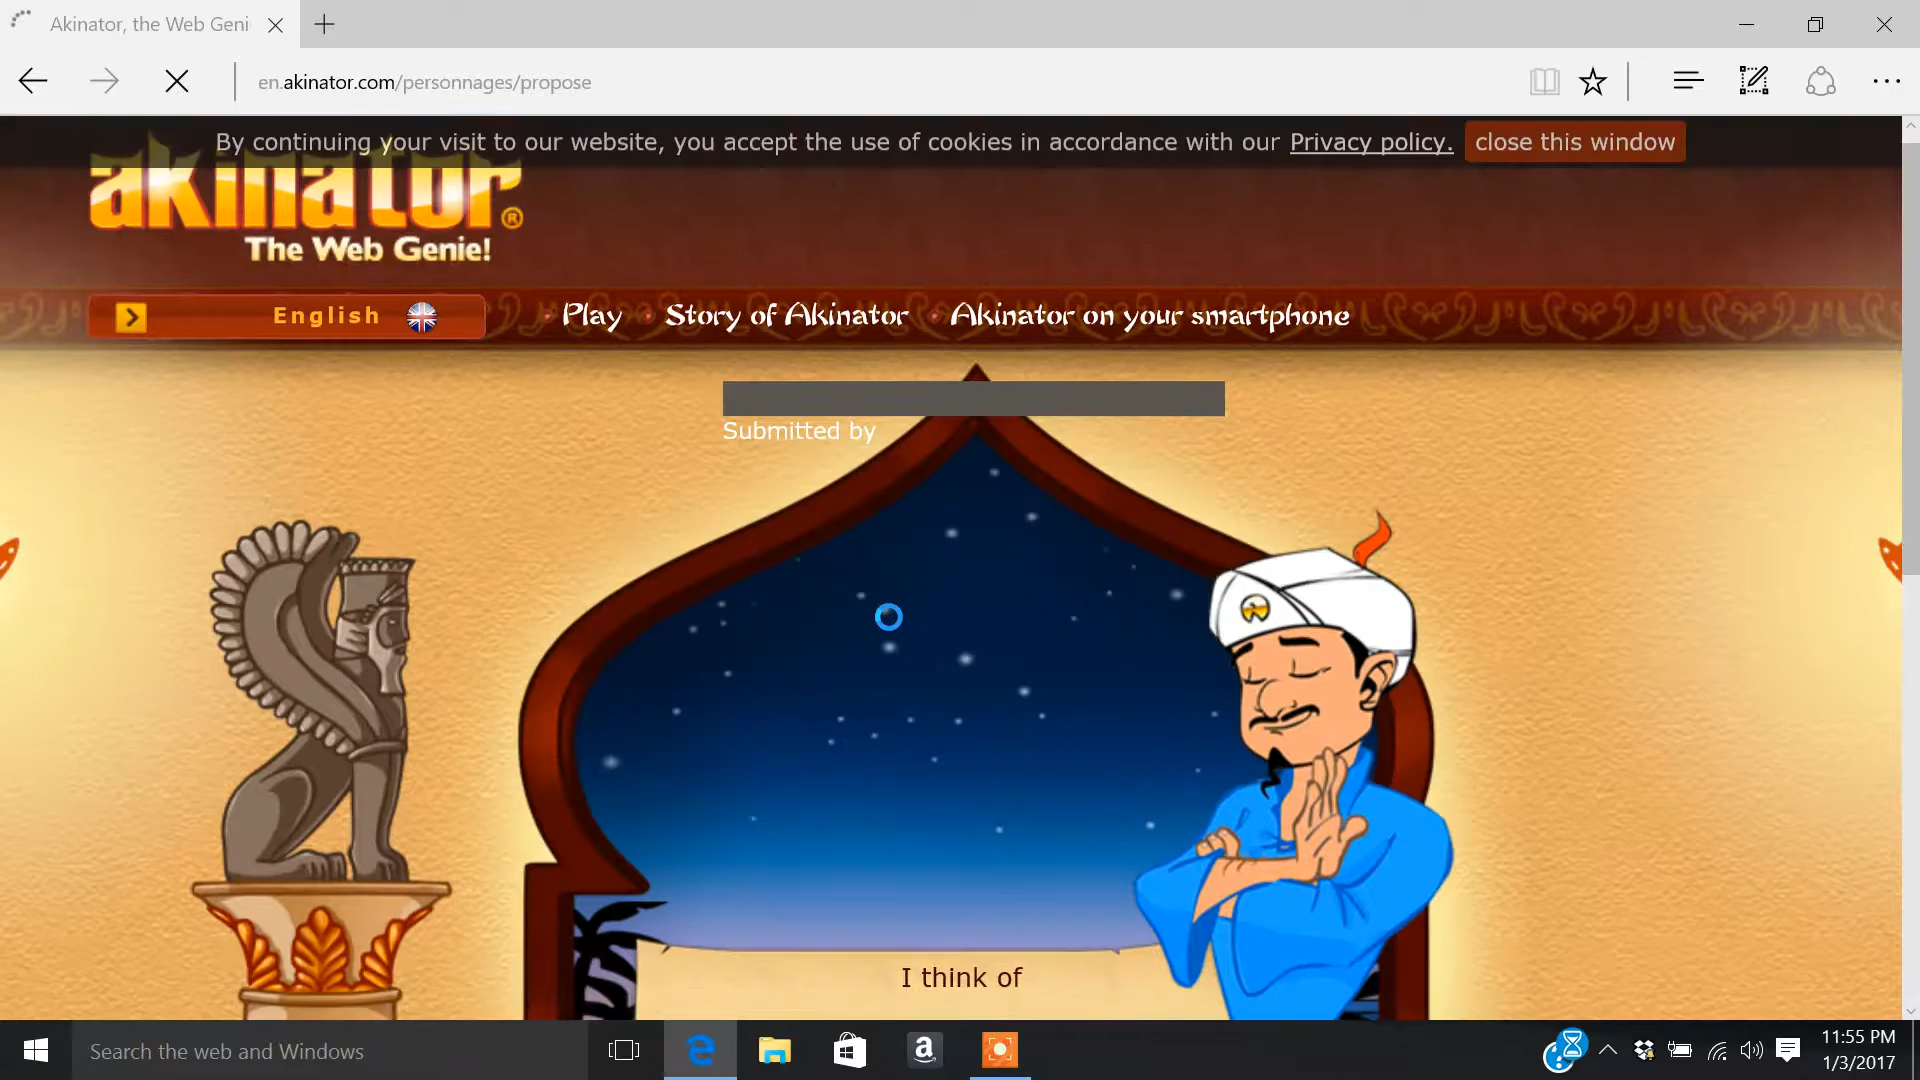 Akinator, the Web Geni
en.akinator.com/personnages/propose
By continuing your visit to our website, you accept the use of cookies in accordance with our Privacy policy. close this window
akinator®
The Web Genie!
English Play Story of Akinator Akinator on your smartphone
Submitted by
I think of
Search the web and Windows
11:55 PM
1/3/2017